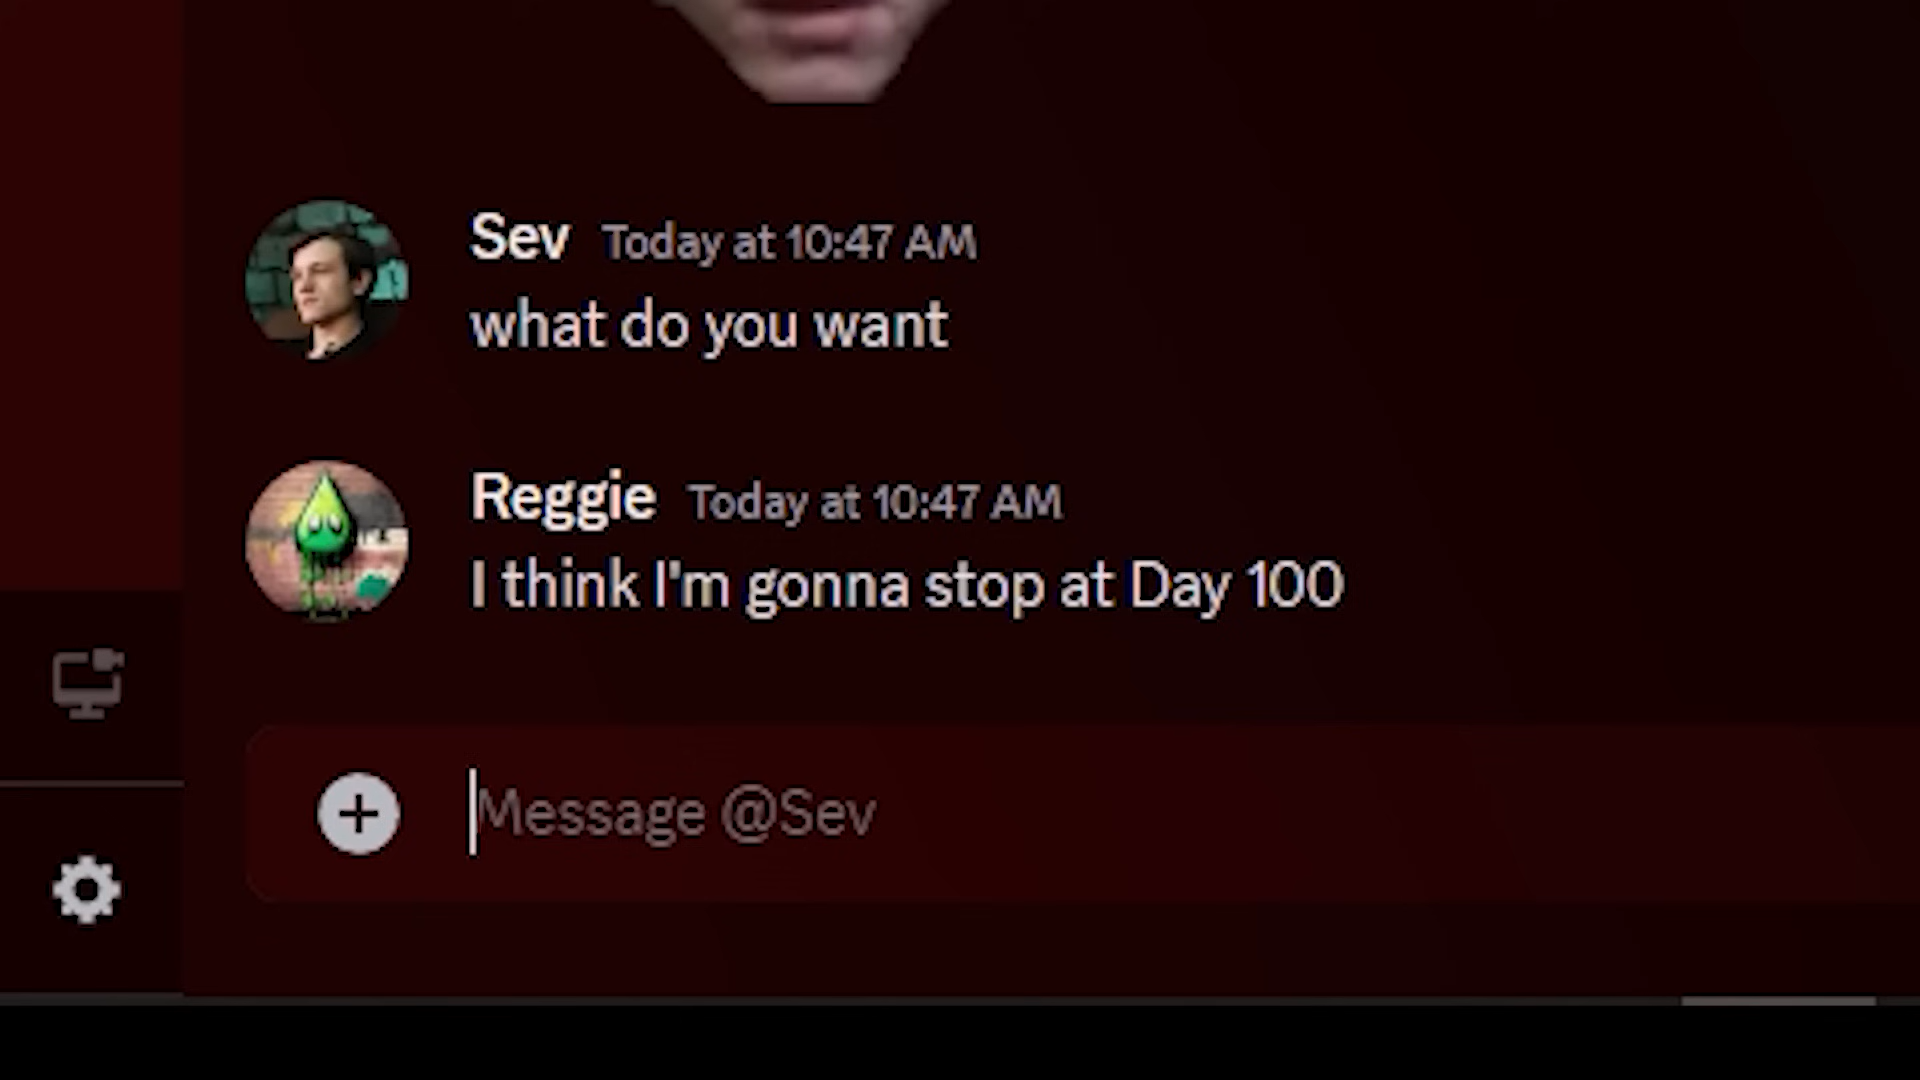 Sev Today at 10:47 AM
what do you want
Reggie Today at 10:47 AM
I think I'm gonna stop at Day 100
Message @Sev